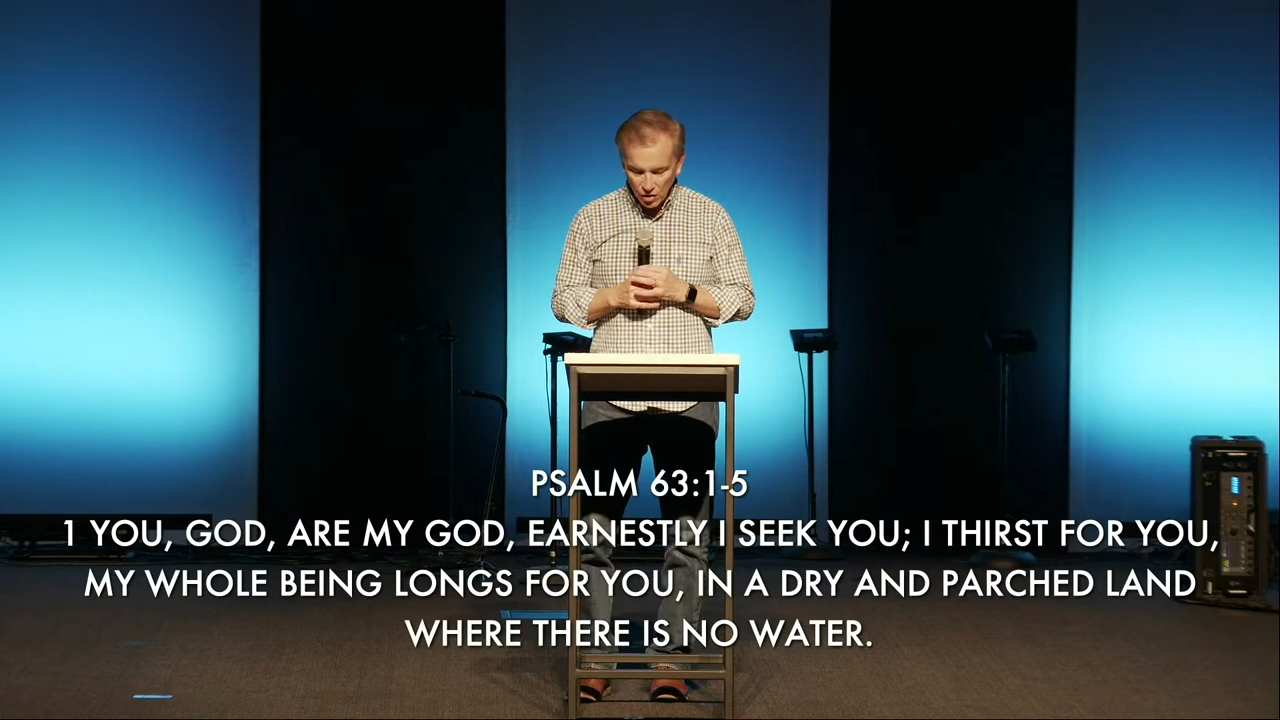 PSALM 63:1-5
1 YOU, GOD, ARE MY GOD, EARNESTLY I SEEK YOU; I THIRST FOR YOU,
MY WHOLE BEING LONGS FOR YOU, IN A DRY AND PARCHED LAND
WHERE THERE IS NO WATER.